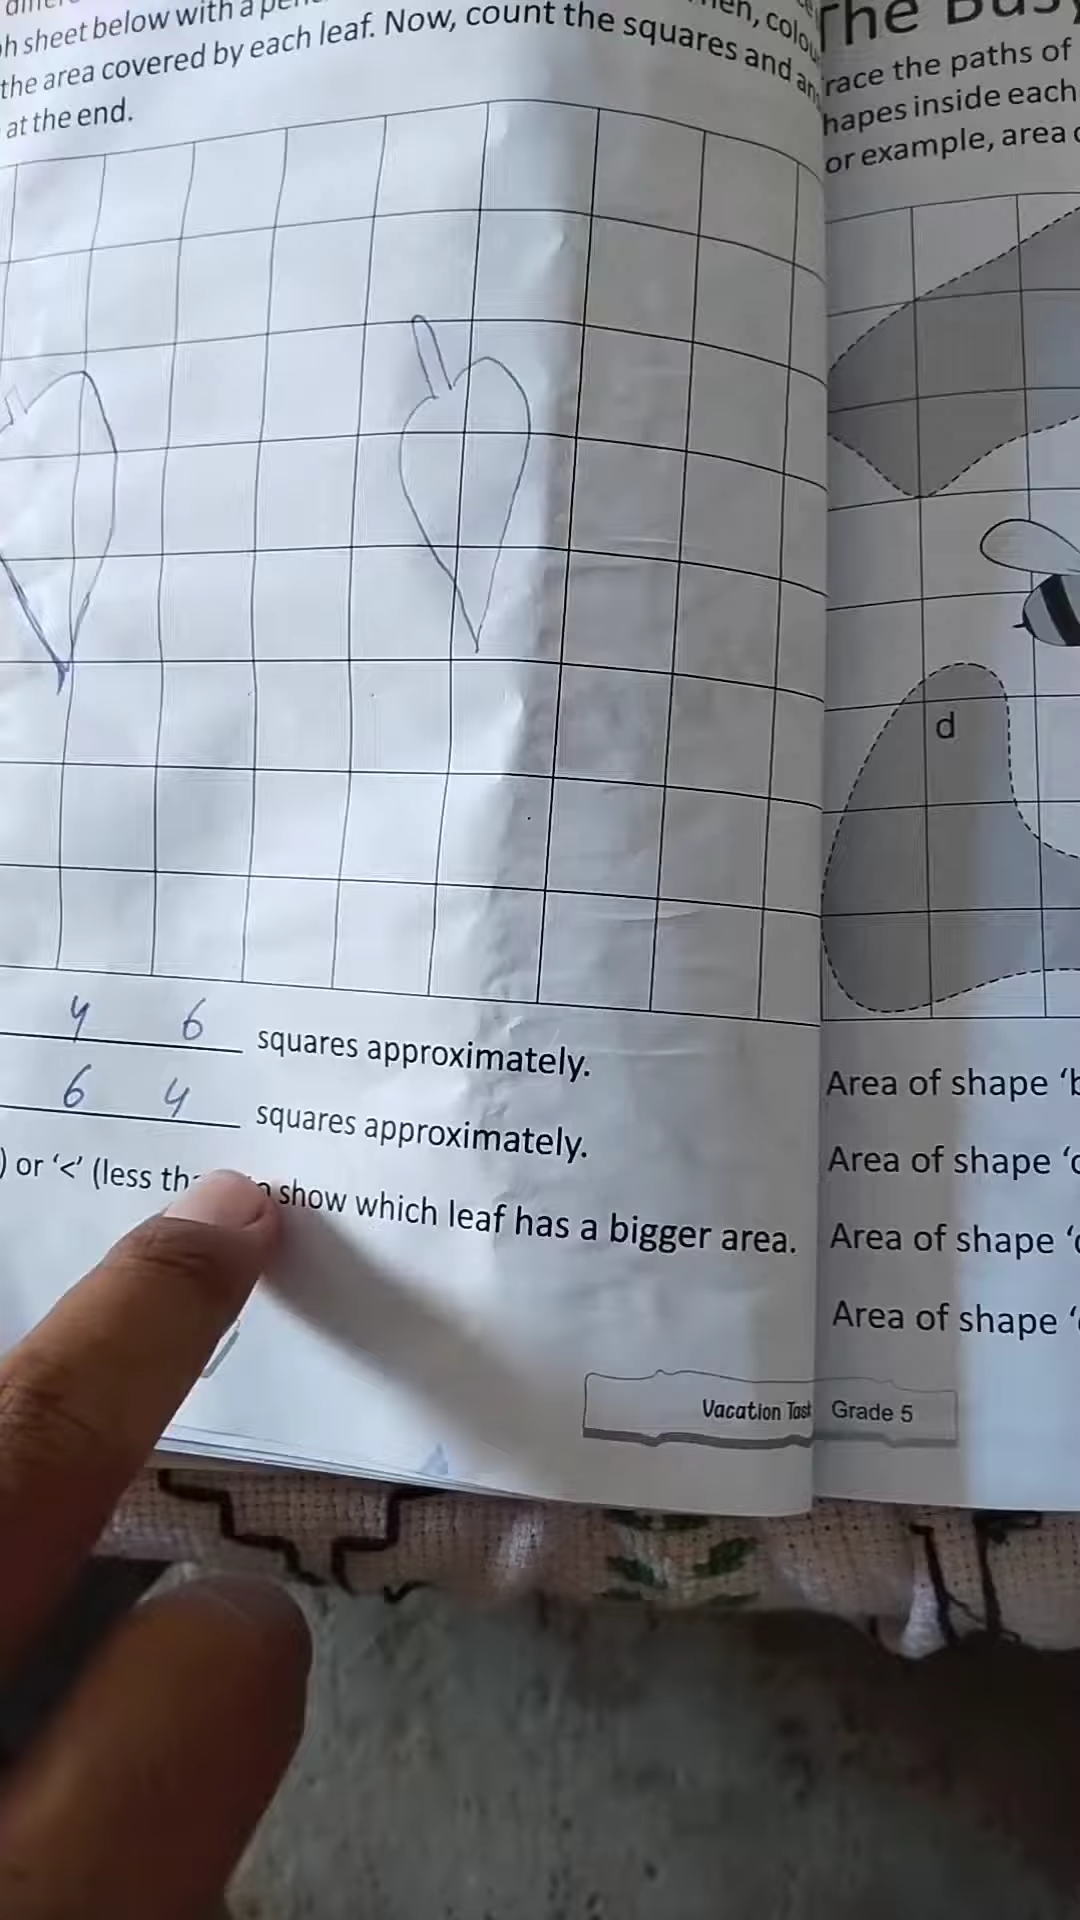 sheet below with a
the area covered by each leaf. Now, count the squares and
at the end.
4 6 squares approximately.
6 4 squares approximately.
) or ‘<’ (less show which leaf has a bigger area.
Vacation Task
The
race the paths of
hapes inside each
or example, area
d
Area of shape ‘b
Area of shape ‘
Area of shape ‘
Area of shape ‘
Grade 5